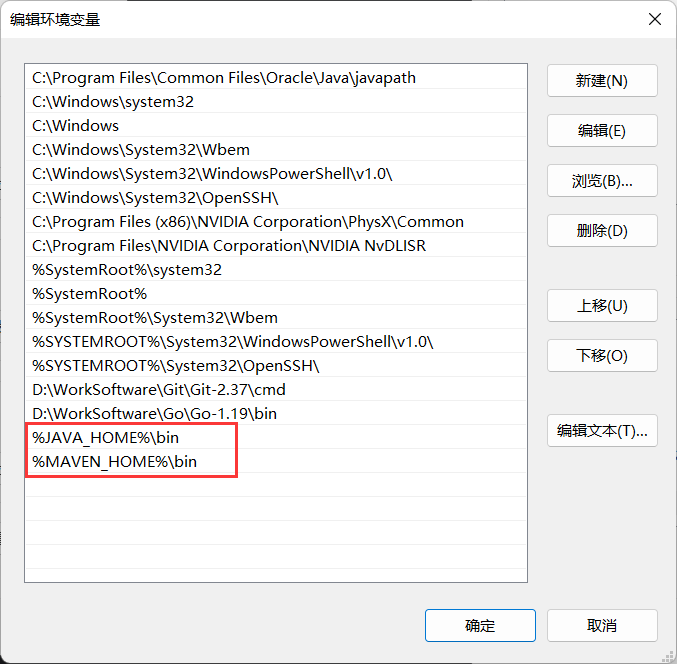 编辑环境变量
C:\Program Files\Common Files\Oracle\Java\javapath
C:\Windows\system32
C:\Windows
C:\Windows\System32\Wbem
C:\Windows\System32\WindowsPowerShell\v1.0\
C:\Windows\System32\OpenSSH\
C:\Program Files (x86)\NVIDIA Corporation\PhysX\Common
C:\Program Files\NVIDIA Corporation\NVIDIA NvDLISR
%SystemRoot%\system32
%SystemRoot%
%SystemRoot%\System32\Wbem
%SYSTEMROOT%\System32\WindowsPowerShell\v1.0\
%SYSTEMROOT%\System32\OpenSSH\
D:\WorkSoftware\Git\Git-2.37\cmd
D:\WorkSoftware\Go\Go-1.19\bin
%JAVA_HOME%\bin
%MAVEN_HOME%\bin
新建(N)
编辑(E)
浏览(B)...
删除(D)
上移(U)
下移(O)
编辑文本(T)...
确定
取消